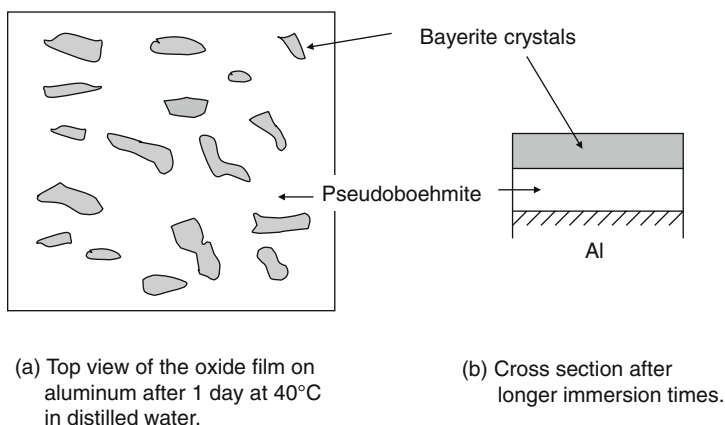 Bayerite crystals
Pseudoboehmite
Al
(a) Top view of the oxide film on
aluminum after 1 day at 40°C
in distilled water.
(b) Cross section after
longer immersion times.